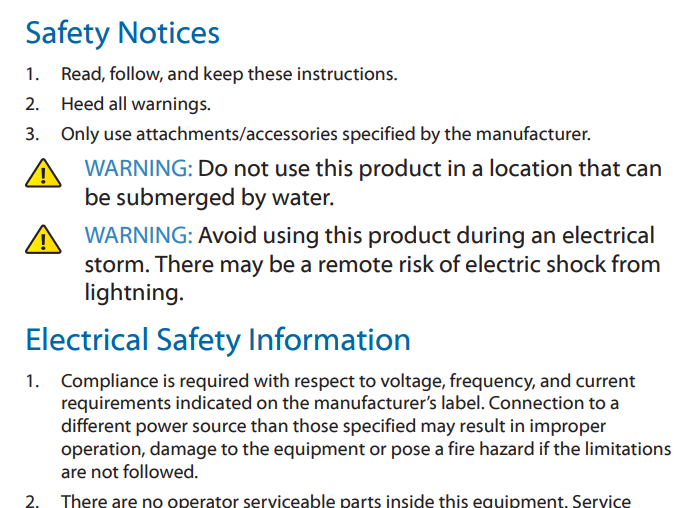 Safety Notices
1. Read, follow, and keep these instructions.
2. Heed all warnings.
3. Only use attachments/accessories specified by the manufacturer.
WARNING: Do not use this product in a location that can
be submerged by water.
WARNING: Avoid using this product during an electrical
storm. There may be a remote risk of electric shock from
lightning.
Electrical Safety Information
1. Compliance is required with respect to voltage, frequency, and current
requirements indicated on the manufacturer’s label. Connection to a
different power source than those specified may result in improper
operation, damage to the equipment or pose a fire hazard if the limitations
are not followed.
2. There are no operator serviceable parts inside this equipment. Service